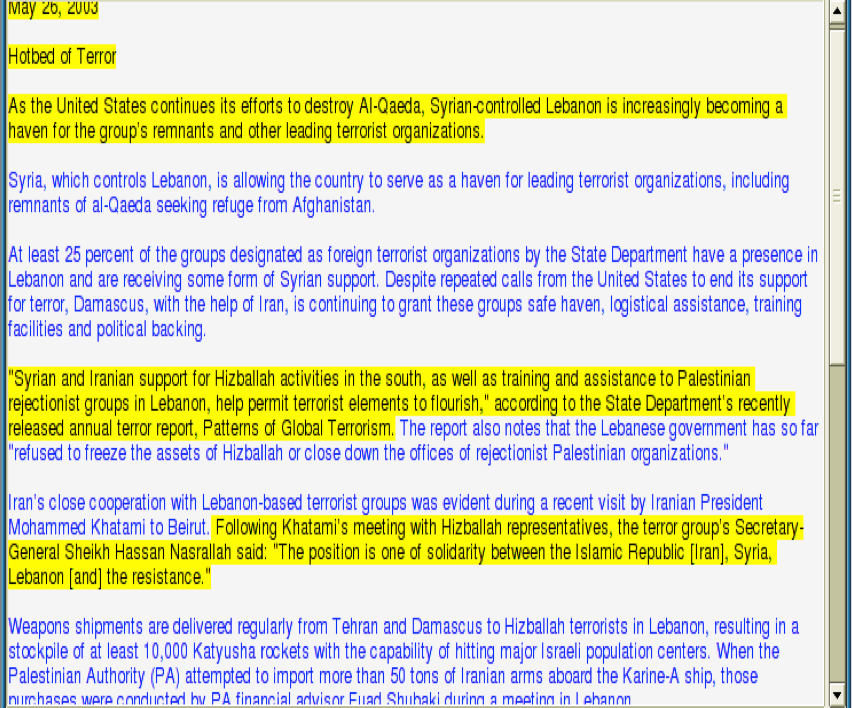 May 26, 2003
Hotbed of Terror
As the United States continues its efforts to destroy Al-Qaeda, Syrian-controlled Lebanon is increasingly becoming a
haven for the group's remnants and other leading terrorist organizations.
Syria, which controls Lebanon, is allowing the country to serve as a haven for leading terrorist organizations, including
remnants of al-Qaeda seeking refuge from Afghanistan.
At least 25 percent of the groups designated as foreign terrorist organizations by the State Department have a presence in
Lebanon and are receiving some form of Syrian support. Despite repeated calls from the United States to end its support
for terror, Damascus, with the help of Iran, is continuing to grant these groups safe haven, logistical assistance, training
facilities and political backing.
"Syrian and Iranian support for Hizballah activities in the south, as well as training and assistance to Palestinian
rejectionist groups in Lebanon, help permit terrorist elements to flourish," according to the State Department's recently
released annual terror report, Patterns of Global Terrorism. The report also notes that the Lebanese government has so far
"refused to freeze the assets of Hizballah or close down the offices of rejectionist Palestinian organizations."
Iran's close cooperation with Lebanon-based terrorist groups was evident during a recent visit by Iranian President
Mohammed Khatami to Beirut. Following Khatami's meeting with Hizballah representatives, the terror group's Secretary-
General Sheikh Hassan Nasrallah said: "The position is one of solidarity between the Islamic Republic [Iran], Syria,
Lebanon [and] the resistance."
Weapons shipments are delivered regularly from Tehran and Damascus to Hizballah terrorists in Lebanon, resulting in a
stockpile of at least 10,000 Katyusha rockets with the capability of hitting major Israeli population centers. When the
Palestinian Authority (PA) attempted to import more than 50 tons of Iranian arms aboard the Karine-A ship, those
purchases were conducted by PA financial advisor Fuad Shubaki during a meeting in Lebanon.